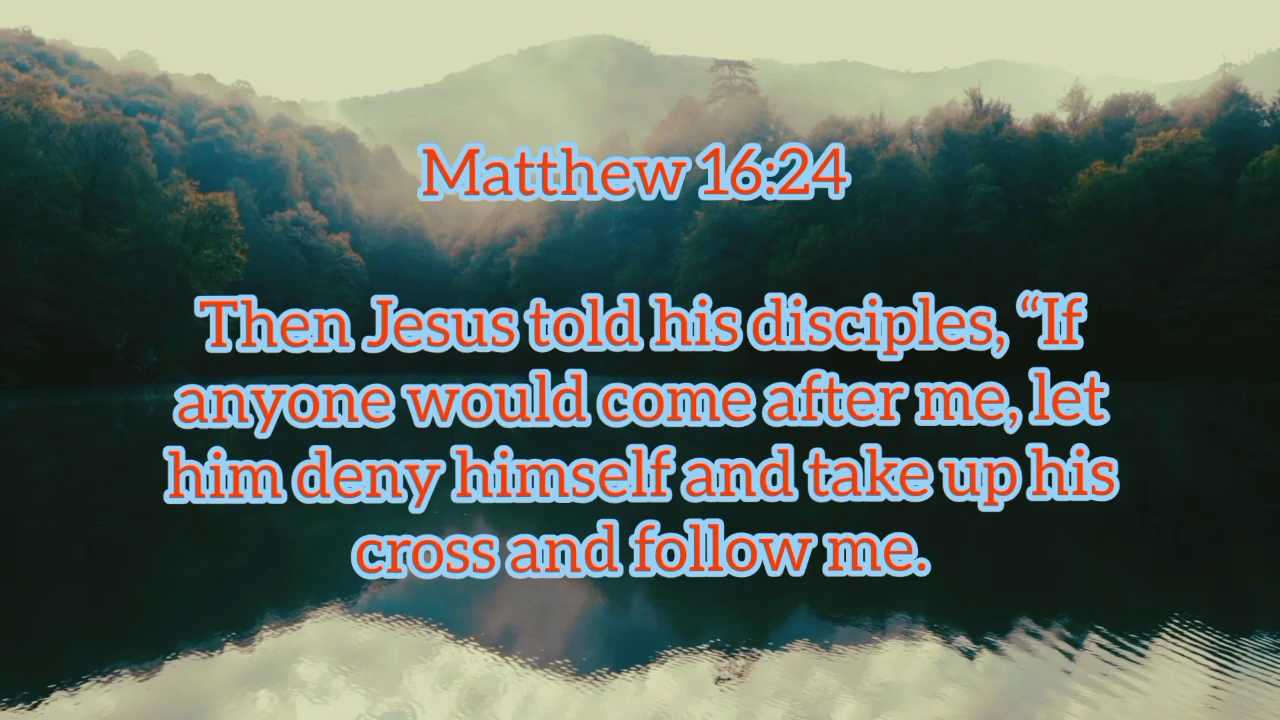 Matthew 16:24
Then Jesus told his disciples, “If
anyone would come after me, let
him deny himself and take up his
cross and follow me.